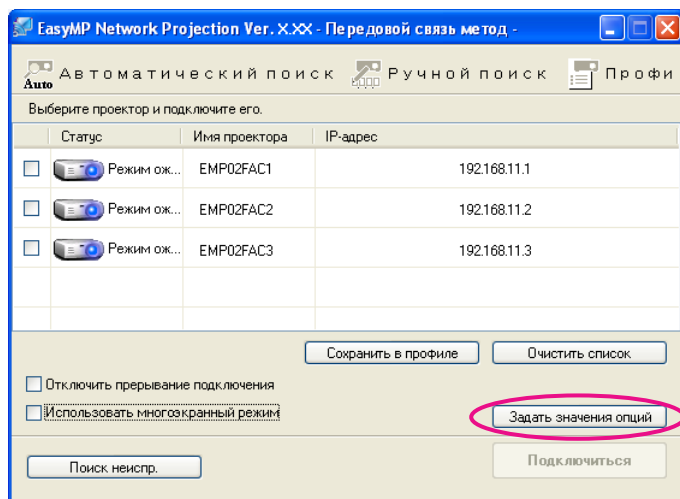 EasyMP Network Projection Ver. X.XX - Передовой связь метод -
Auto Автоматический поиск Ручной поиск Профи
Выберите проектор и подключите его.
Статус Имя проектора IP-адрес
Режим ож... EMP02FAC1 192.168.11.1
Режим ож... EMP02FAC2 192.168.11.2
Режим ож... EMP02FAC3 192.168.11.3
Сохранить в профиле Очистить список
Отключить прерывание подключения
Использовать многоэкранный режим Задать значения опций
Поиск неиспр. Подключиться